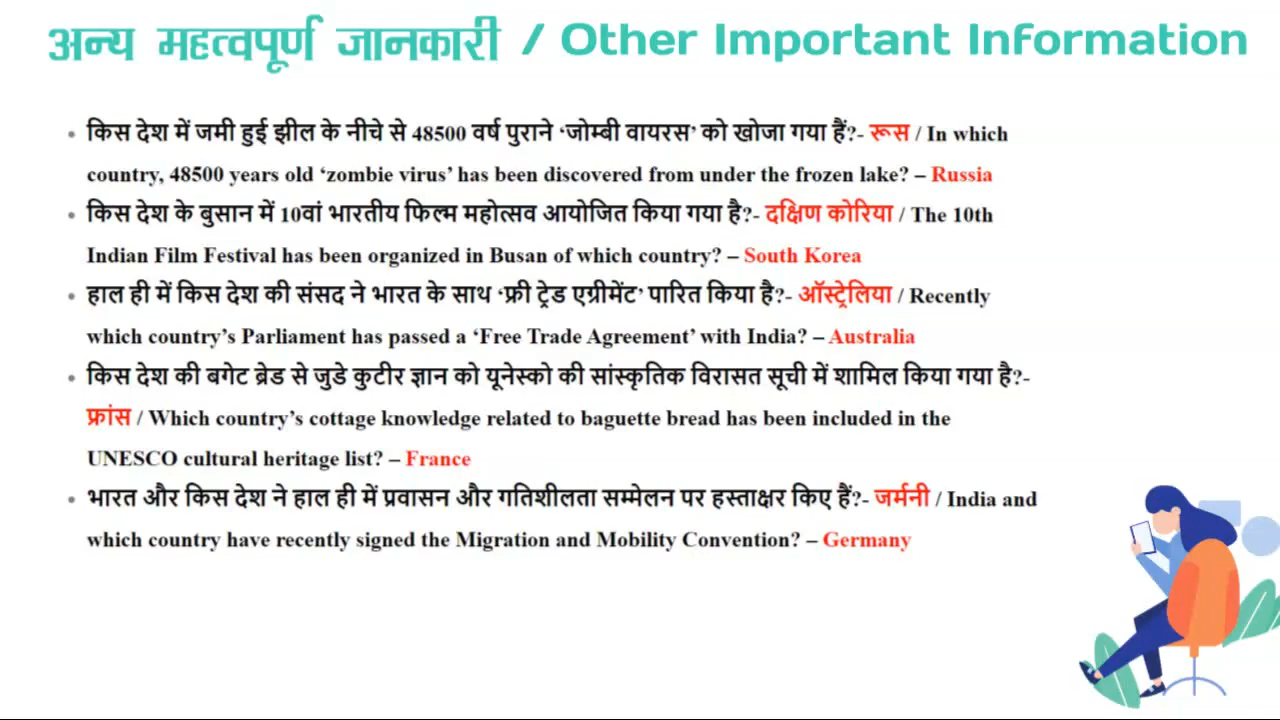 अन्य महत्वपूर्ण जानकारी / Other Important Information
• किस देश में जमी हुई झील के नीचे से 48500 वर्ष पुराने ‘जोम्बी वायरस’ को खोजा गया हैं?- रूस / In which
country, 48500 years old ‘zombie virus’ has been discovered from under the frozen lake? – Russia
• किस देश के बुसान में 10वां भारतीय फिल्म महोत्सव आयोजित किया गया है?- दक्षिण कोरिया / The 10th
Indian Film Festival has been organized in Busan of which country? – South Korea
• हाल ही में किस देश की संसद ने भारत के साथ ‘फ्री ट्रेड एग्रीमेंट’ पारित किया है?- ऑस्ट्रेलिया / Recently
which country’s Parliament has passed a ‘Free Trade Agreement’ with India? – Australia
• किस देश की बगेट ब्रेड से जुडे कुटीर ज्ञान को यूनेस्को की सांस्कृतिक विरासत सूची में शामिल किया गया है?-
फ्रांस / Which country’s cottage knowledge related to baguette bread has been included in the
UNESCO cultural heritage list? – France
• भारत और किस देश ने हाल ही में प्रवासन और गतिशीलता सम्मेलन पर हस्ताक्षर किए हैं?- जर्मनी / India and
which country have recently signed the Migration and Mobility Convention? – Germany